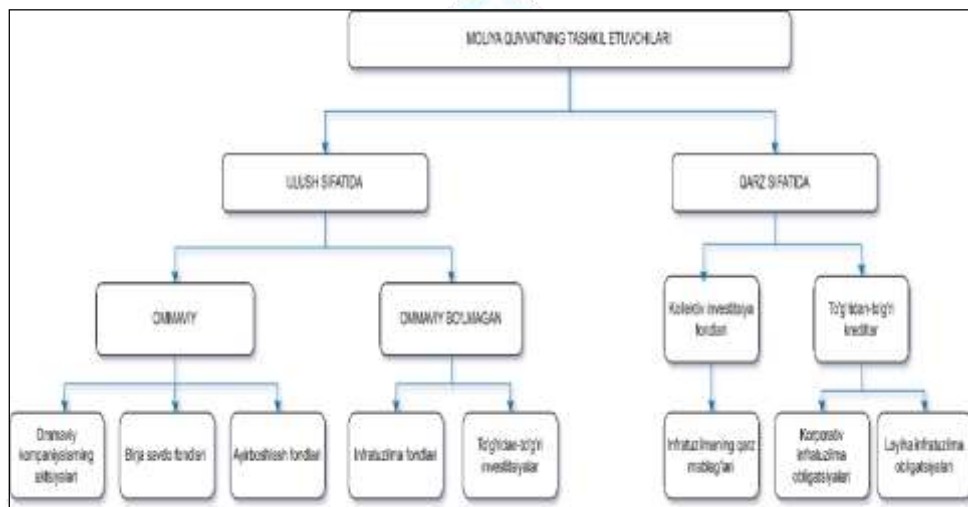 MOLIYA QUVVATNING TASHKIL ETUVCHILARI
ULUSH SIFATIDA
QARZ SIFATIDA
OMMAVIY
OMMAVIY BO'LMAGAN
Kollektiv investitsiya
fondlari
To'g'ridan-to'g'ri
kreditlar
Ommaviy
kompaniyalarning
aktsiyalari
Birja savdo fondlari
Ayirboshlash fondlari
Infratuzilma fondlari
To'g'ridan-to'g'ri
investitsiyalar
Infratuzilmaning qarz
mablag'lari
Korporativ
infratuzilma
obligatsiyalari
Loyiha infratuzilma
obligatsiyalari